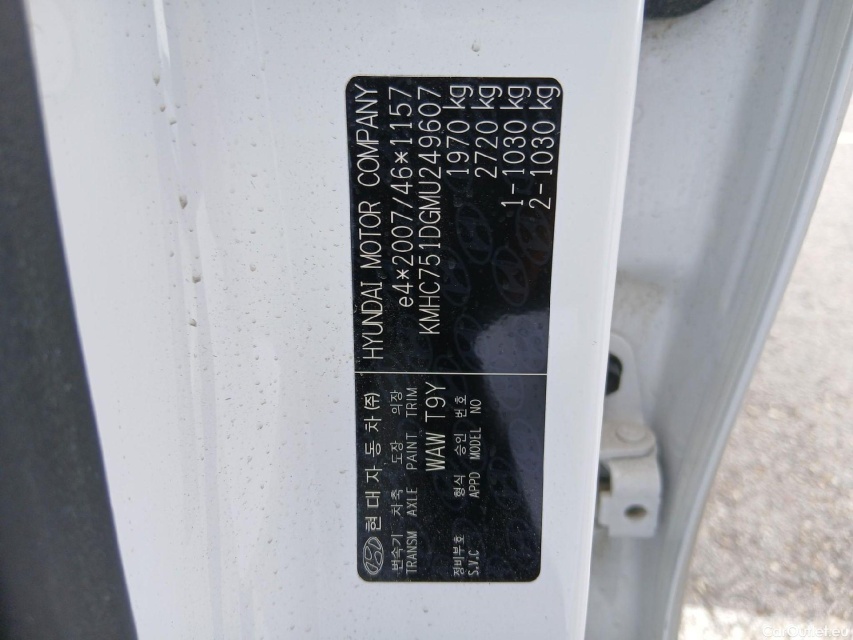 현대자동차㈜
변속기 차축 도장 의장
TRANSM AXLE PAINT TRIM
WAW T9Y
정비부호 형식 승인 번호
S.V.C APPD MODEL NO
HYUNDAI MOTOR COMPANY
e4*2007/46*1157
KMHC751DGMU249607
1970 kg
2720 kg
1-1030 kg
2-1030 kg